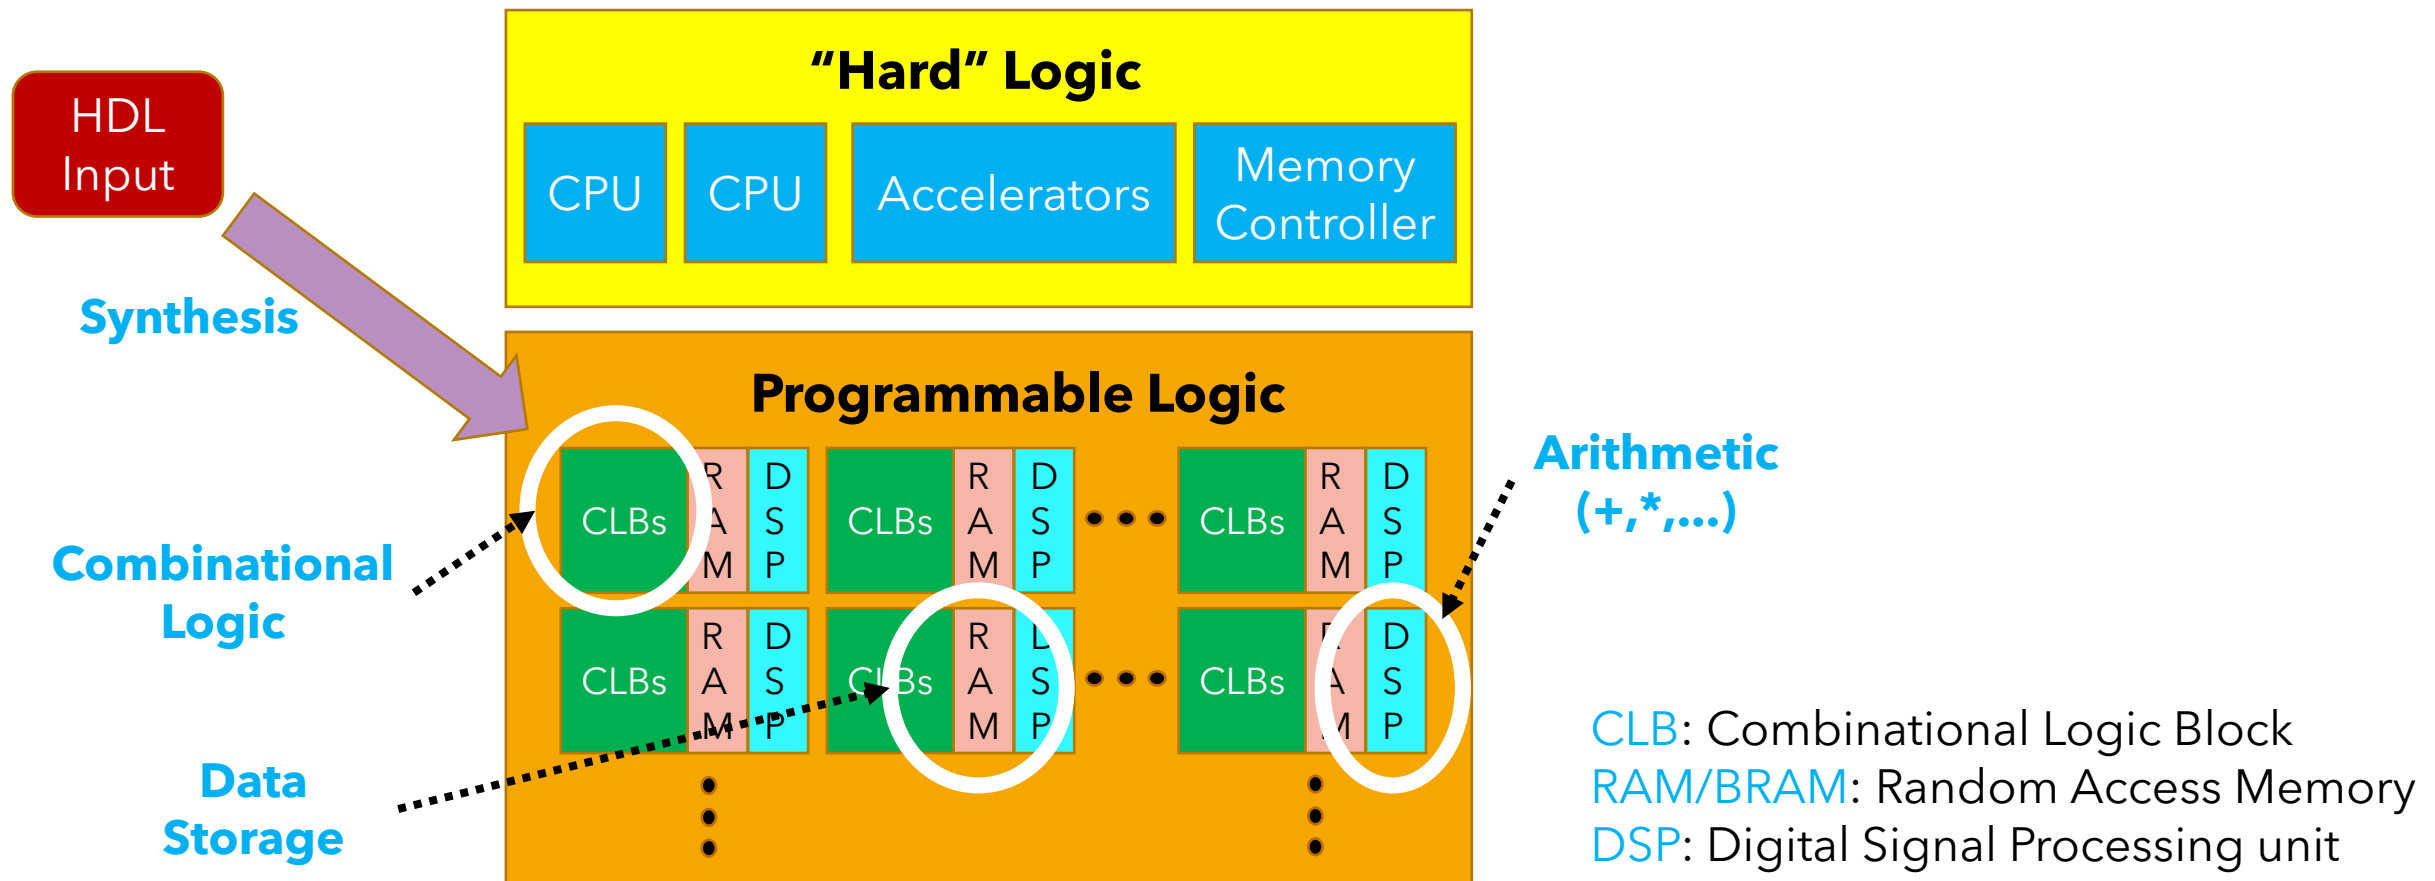 “Hard” Logic
HDL
Input
CPU
CPU
Accelerators
Memory
Controller
Synthesis
Programmable Logic
CLBs
R
A
M
D
S
P
CLBs
R
A
M
D
S
P
CLBs
R
A
M
D
S
P
Arithmetic
(+,*,...)
Combinational
Logic
CLBs
R
A
M
D
S
P
CLBs
R
A
M
D
S
P
CLBs
R
A
M
D
S
P
Data
Storage
CLB: Combinational Logic Block
RAM/BRAM: Random Access Memory
DSP: Digital Signal Processing unit